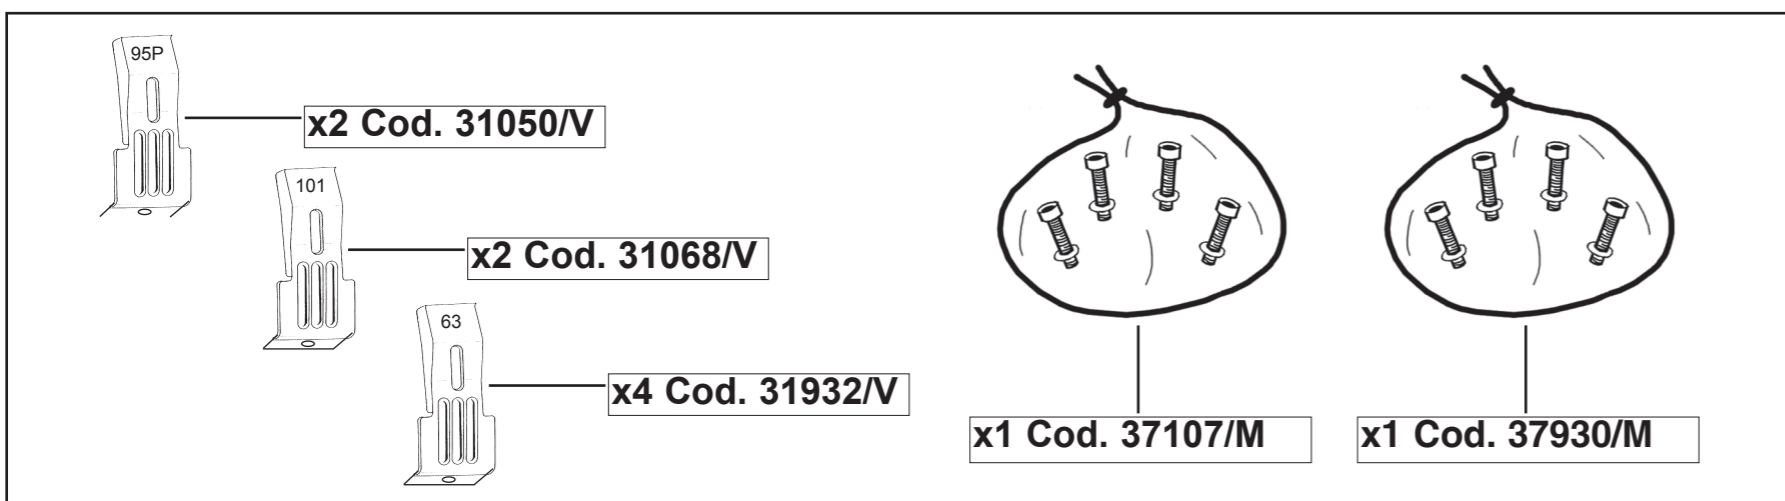 95P
x2 Cod. 31050/V
101
x2 Cod. 31068/V
63
x4 Cod. 31932/V
x1 Cod. 37107/M
x1 Cod. 37930/M